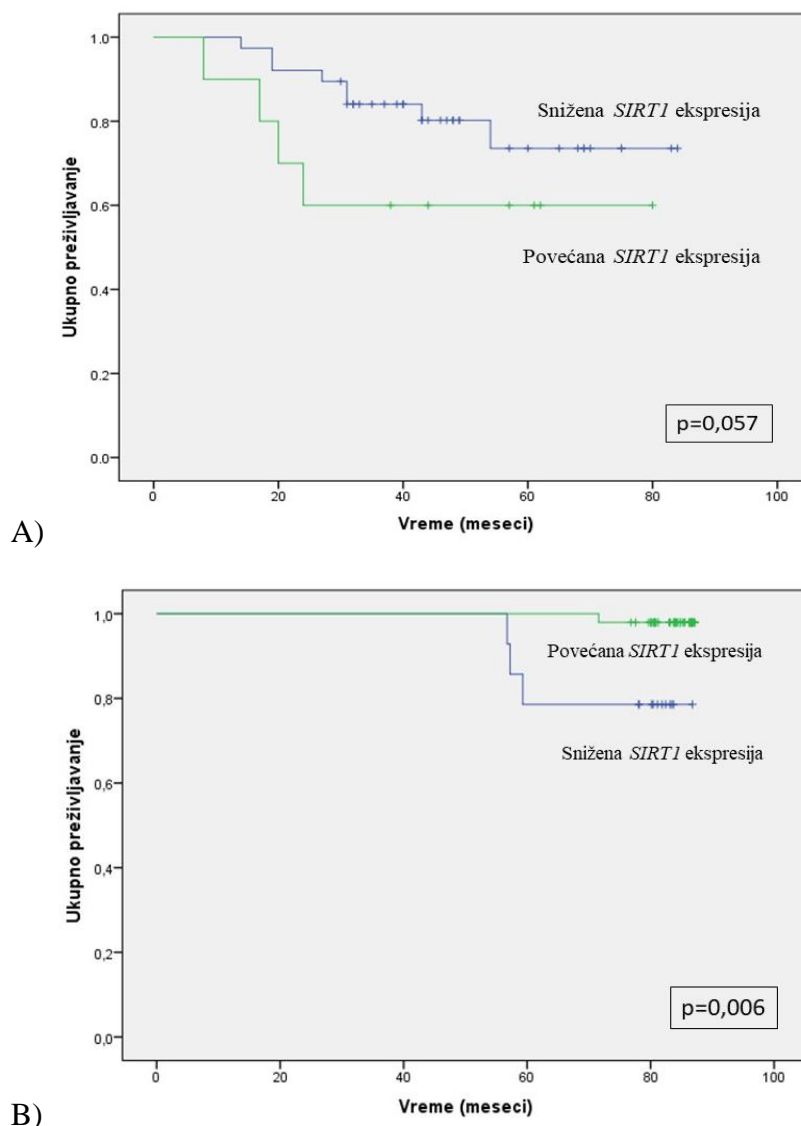 1.0
0.8
0.6
0.4
0.2
0.0
Ukupno preživljavanje
Snižena SIRT1 ekspresija
Povećana SIRT1 ekspresija
p=0,057
0 20 40 60 80 100
Vreme (meseci)
A)
1,0
0,8
0,6
0,4
0,2
0,0
Ukupno preživljavanje
Povećana SIRT1 ekspresija
Snižena SIRT1 ekspresija
p=0,006
0 20 40 60 80 100
Vreme (meseci)
B)